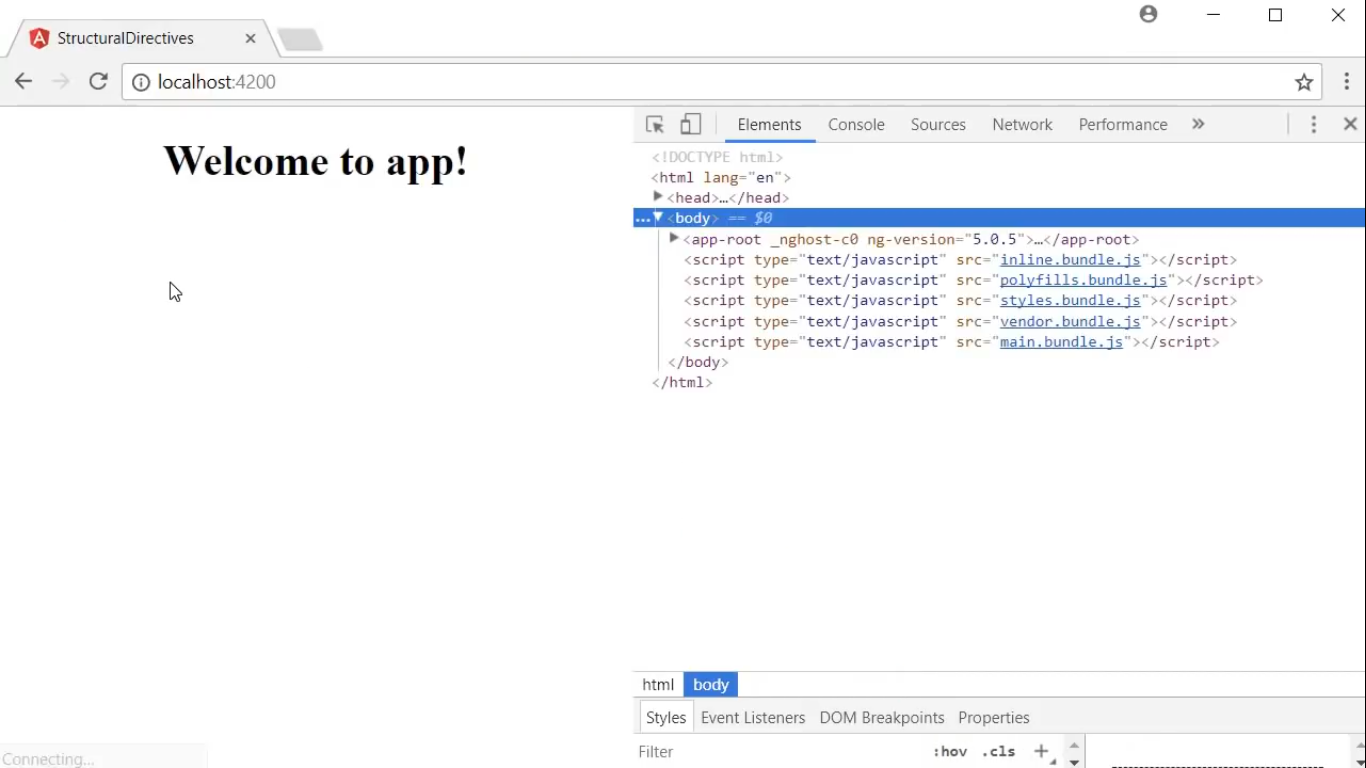 StructuralDirectives
localhost:4200
Welcome to app!
Elements Console Sources Network Performance »
<!DOCTYPE html>
<html lang="en">
<head>…</head>
…<body> == $0
<app-root _nghost-c0 ng-version="5.0.5">…</app-root>
<script type="text/javascript" src="inline.bundle.js"></script>
<script type="text/javascript" src="polyfills.bundle.js"></script>
<script type="text/javascript" src="styles.bundle.js"></script>
<script type="text/javascript" src="vendor.bundle.js"></script>
<script type="text/javascript" src="main.bundle.js"></script>
</body>
</html>
html body
Styles Event Listeners DOM Breakpoints Properties
Filter :hov .cls +
Connecting...